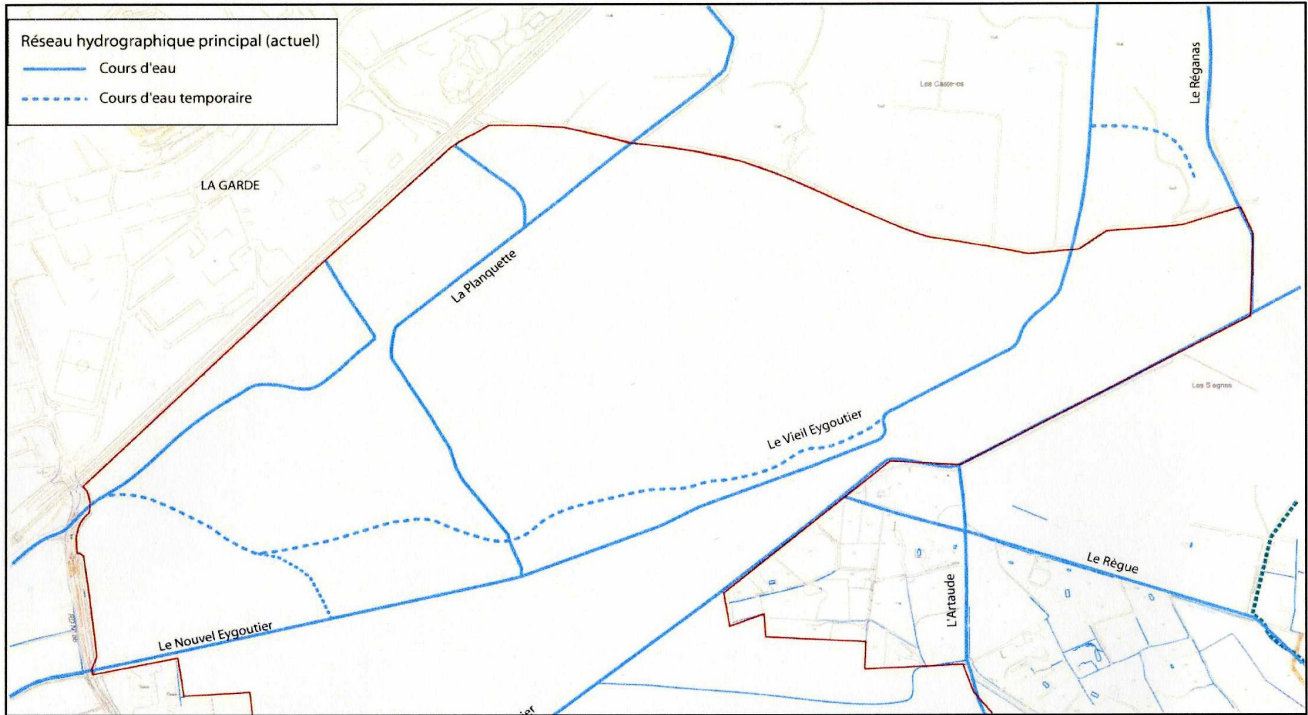 Réseau hydrographique principal (actuel)
Cours d'eau
Cours d'eau temporaire
LA GARDE
Le Réganas
La Planquette
Le Vieil Eygoutier
Le Règue
L'Artaude
Le Nouvel Eygoutier
ier